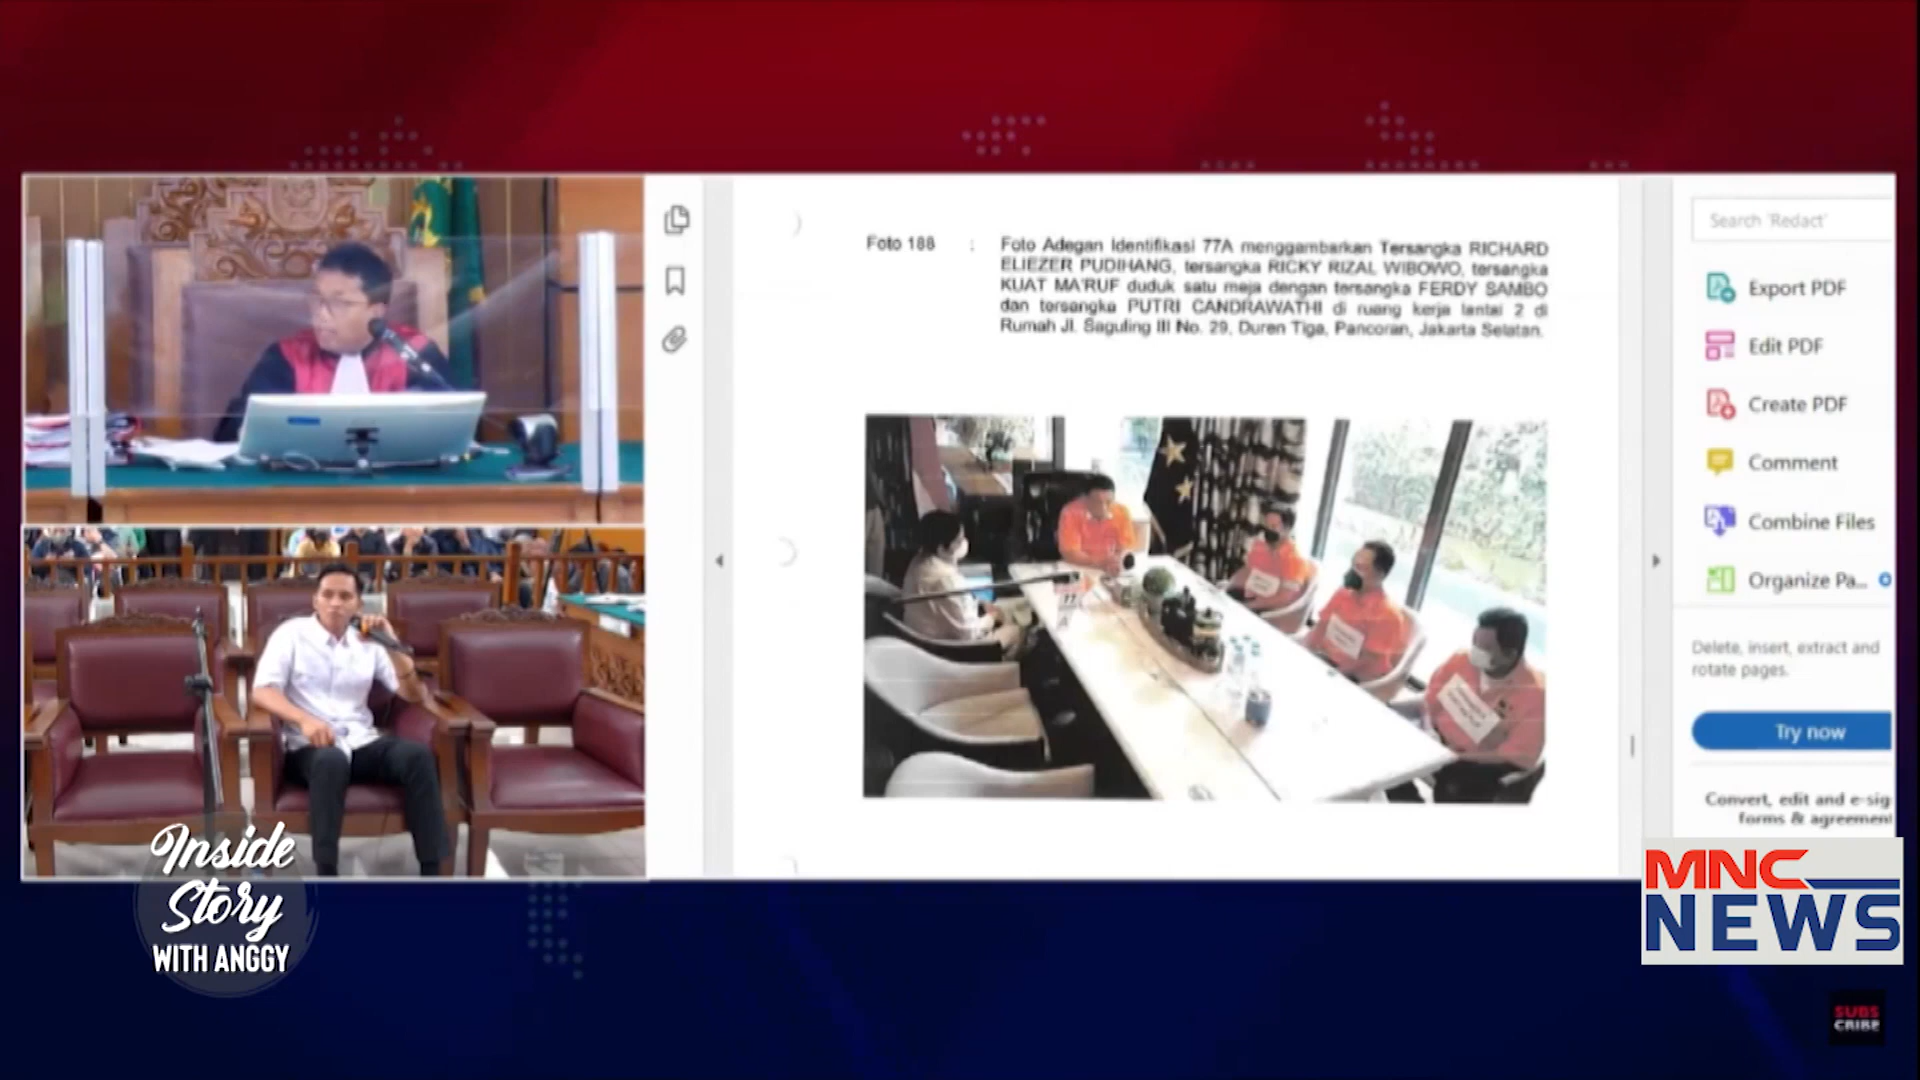 Foto 188 : Foto Adegan Identifikasi 77A menggambarkan Tersangka RICHARD
ELIEZER PUDIHANG, tersangka RICKY RIZAL WIBOWO, tersangka
KUAT MA'RUF duduk satu meja dengan tersangka FERDY SAMBO
dan tersangka PUTRI CANDRAWATHI di ruang kerja lantai 2 di
Rumah Jl. Saguling III No. 29, Duren Tiga, Pancoran, Jakarta Selatan.
77
Search 'Redact'
Export PDF
Edit PDF
Create PDF
Comment
Combine Files
Organize Pa...
Delete, insert, extract and
rotate pages.
Try now
Convert, edit and e-sig
forms & agreement
Inside
Story
WITH ANGGY
MNC
NEWS
SUBS
CRIBE